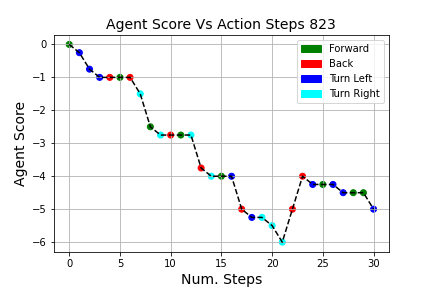 Agent Score Vs Action Steps 823
Forward
Back
Turn Left
Turn Right
Agent Score
0
−1
−2
−3
−4
−5
−6
0 5 10 15 20 25 30
Num. Steps